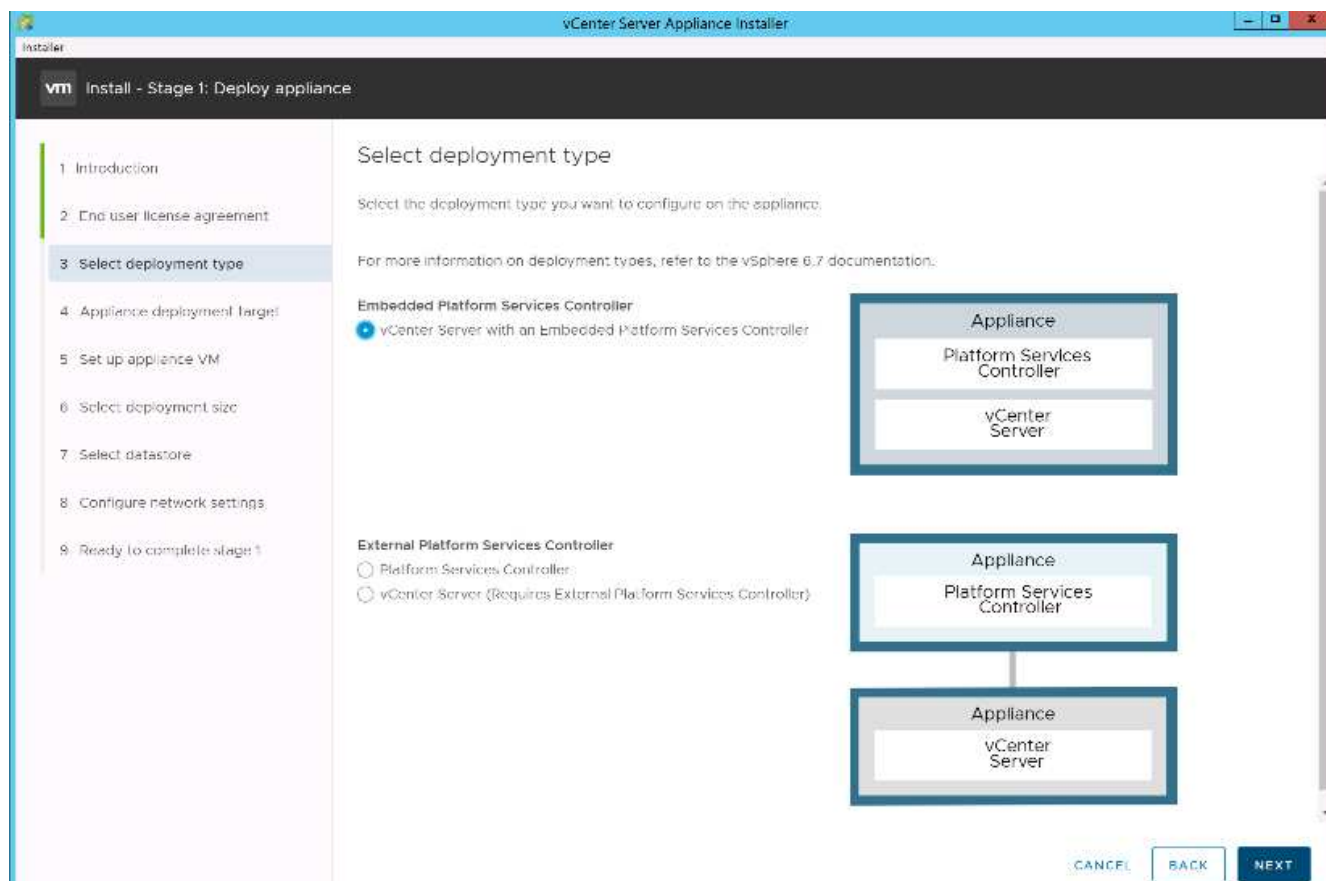 vCenter Server Appliance Installer
Installer
vm Install - Stage 1: Deploy appliance
1 Introduction
2 End user license agreement
3 Select deployment type
4 Appliance deployment target
5 Set up appliance VM
6 Select deployment size
7 Select datastore
8 Configure network settings
9 Ready to complete stage 1
Select deployment type
Select the deployment type you want to configure on the appliance.
For more information on deployment types, refer to the vSphere 6.7 documentation.
Embedded Platform Services Controller
vCenter Server with an Embedded Platform Services Controller
Appliance
Platform Services
Controller
vCenter
Server
External Platform Services Controller
Platform Services Controller
vCenter Server (Requires External Platform Services Controller)
Appliance
Platform Services
Controller
Appliance
vCenter
Server
CANCEL BACK NEXT